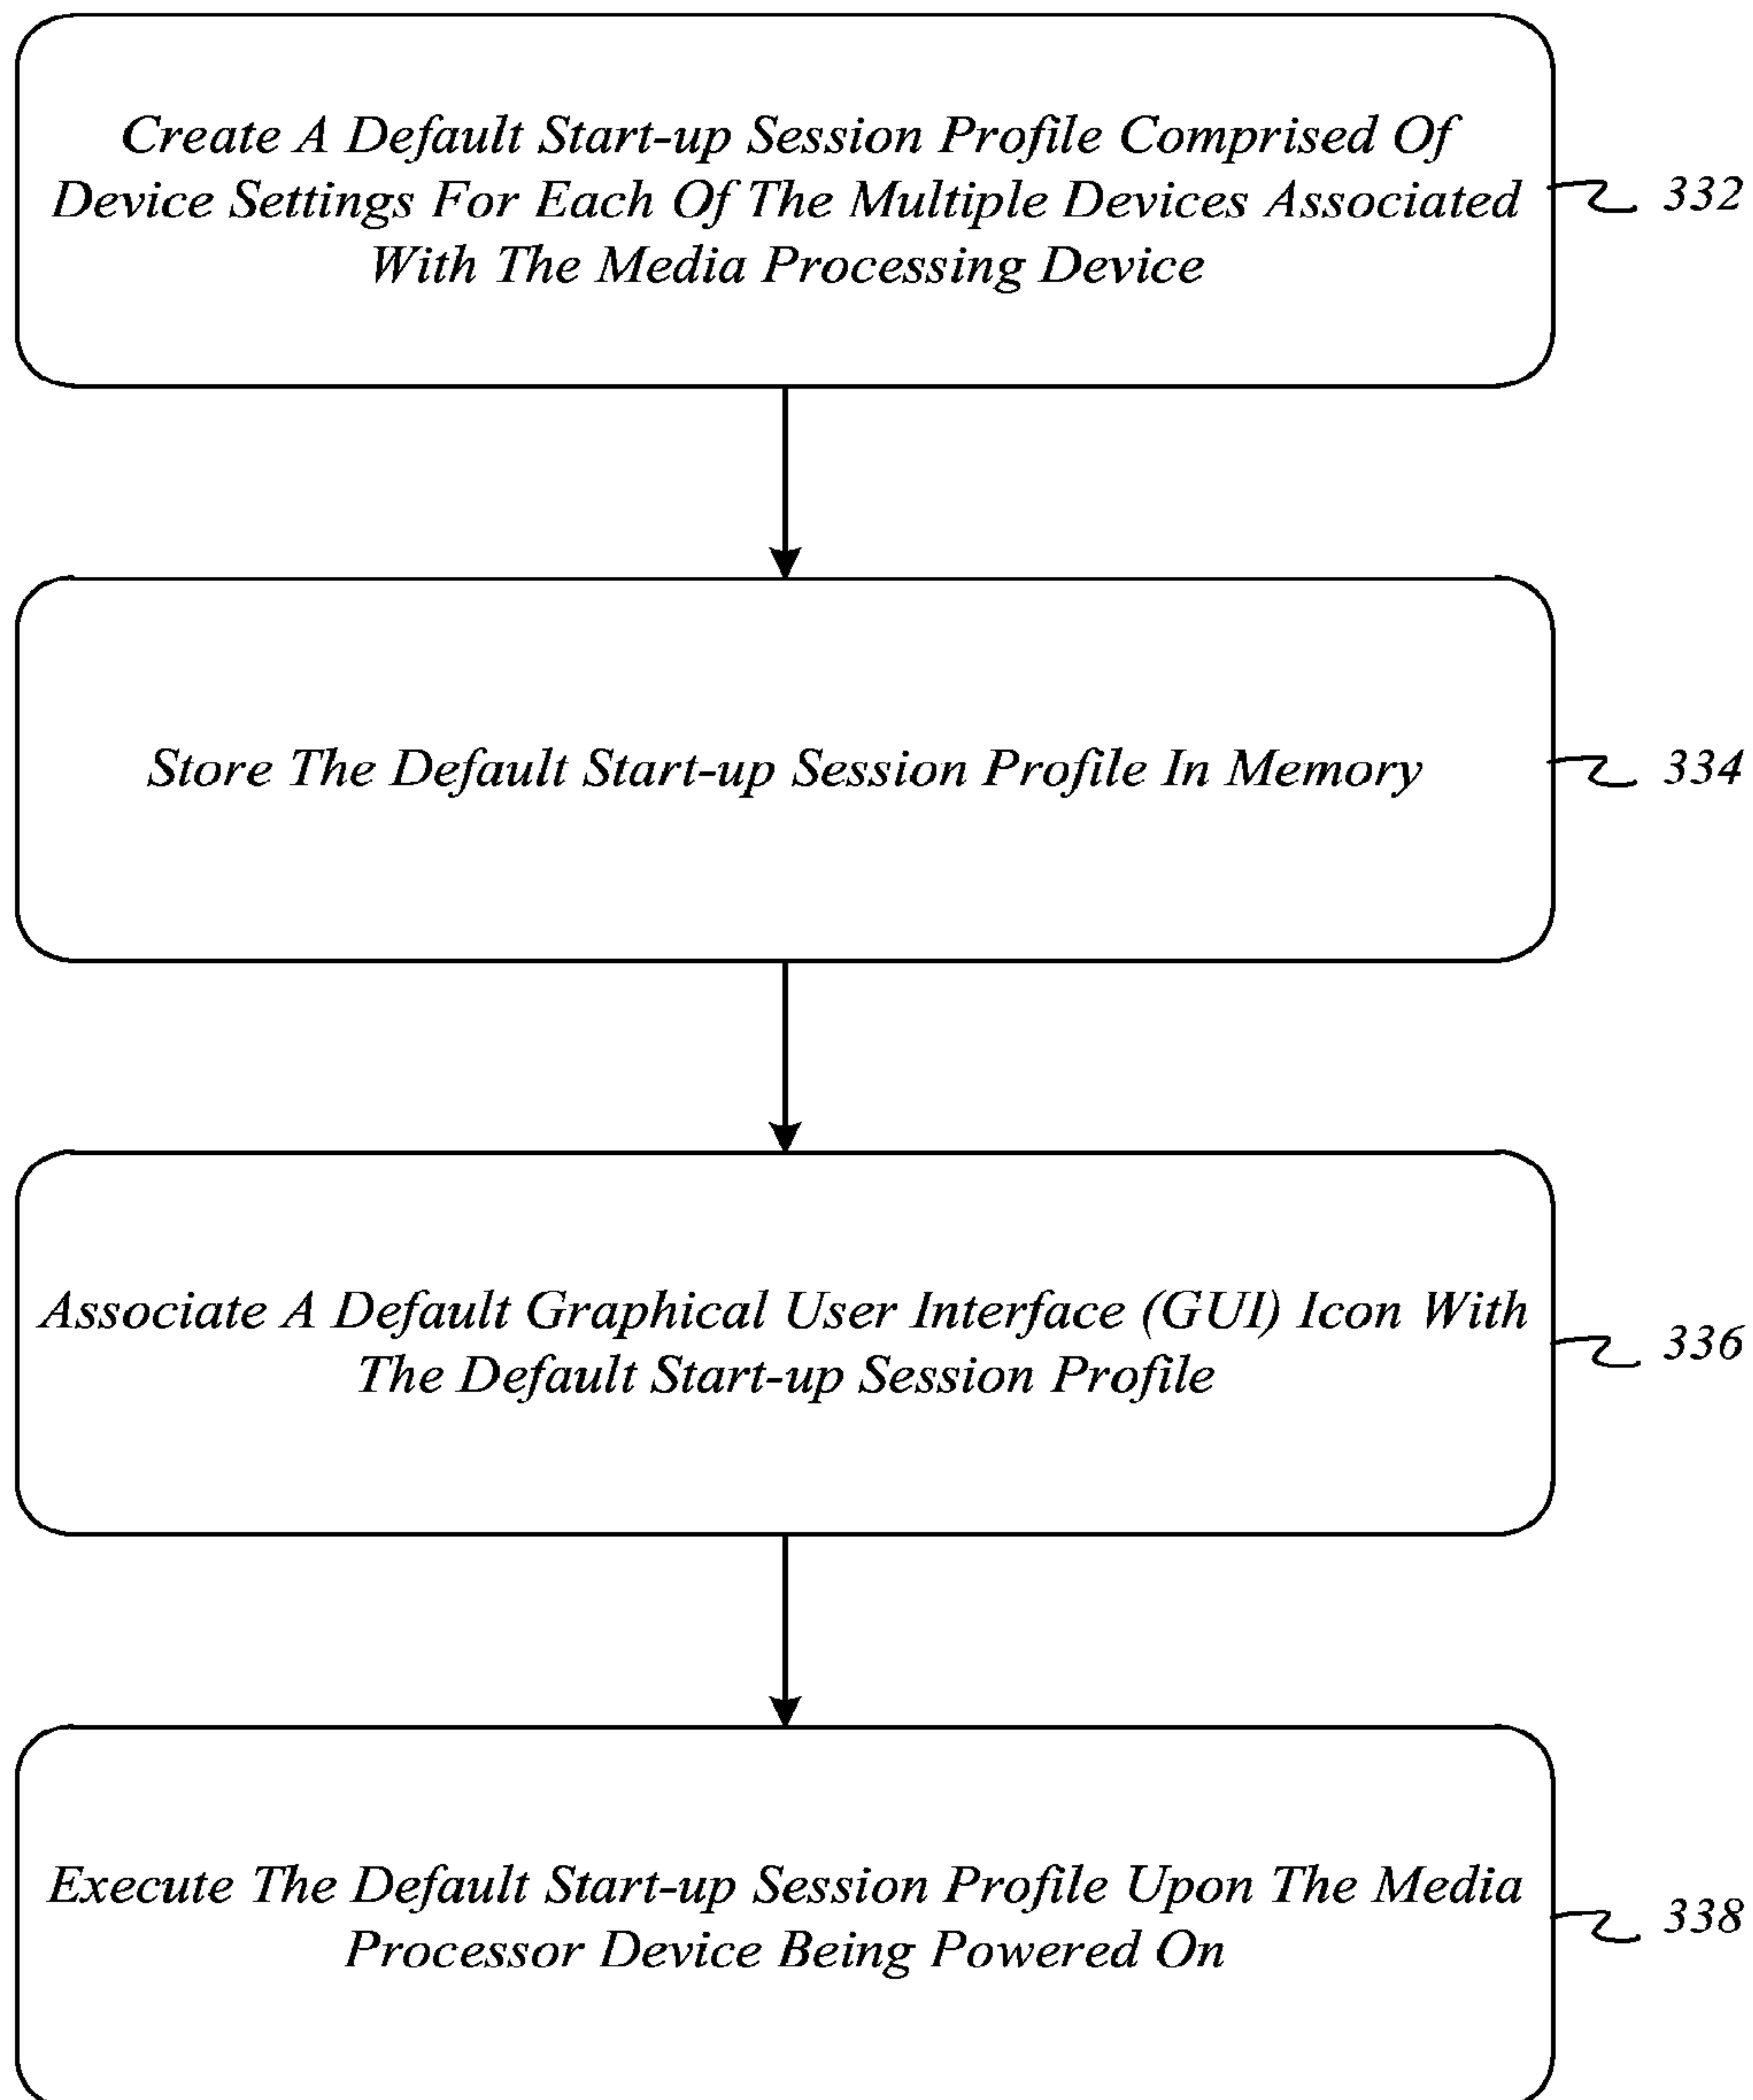 Create A Default Start-up Session Profile Comprised Of
Device Settings For Each Of The Multiple Devices Associated
With The Media Processing Device
332
Store The Default Start-up Session Profile In Memory
334
Associate A Default Graphical User Interface (GUI) Icon With
The Default Start-up Session Profile
336
Execute The Default Start-up Session Profile Upon The Media
Processor Device Being Powered On
338